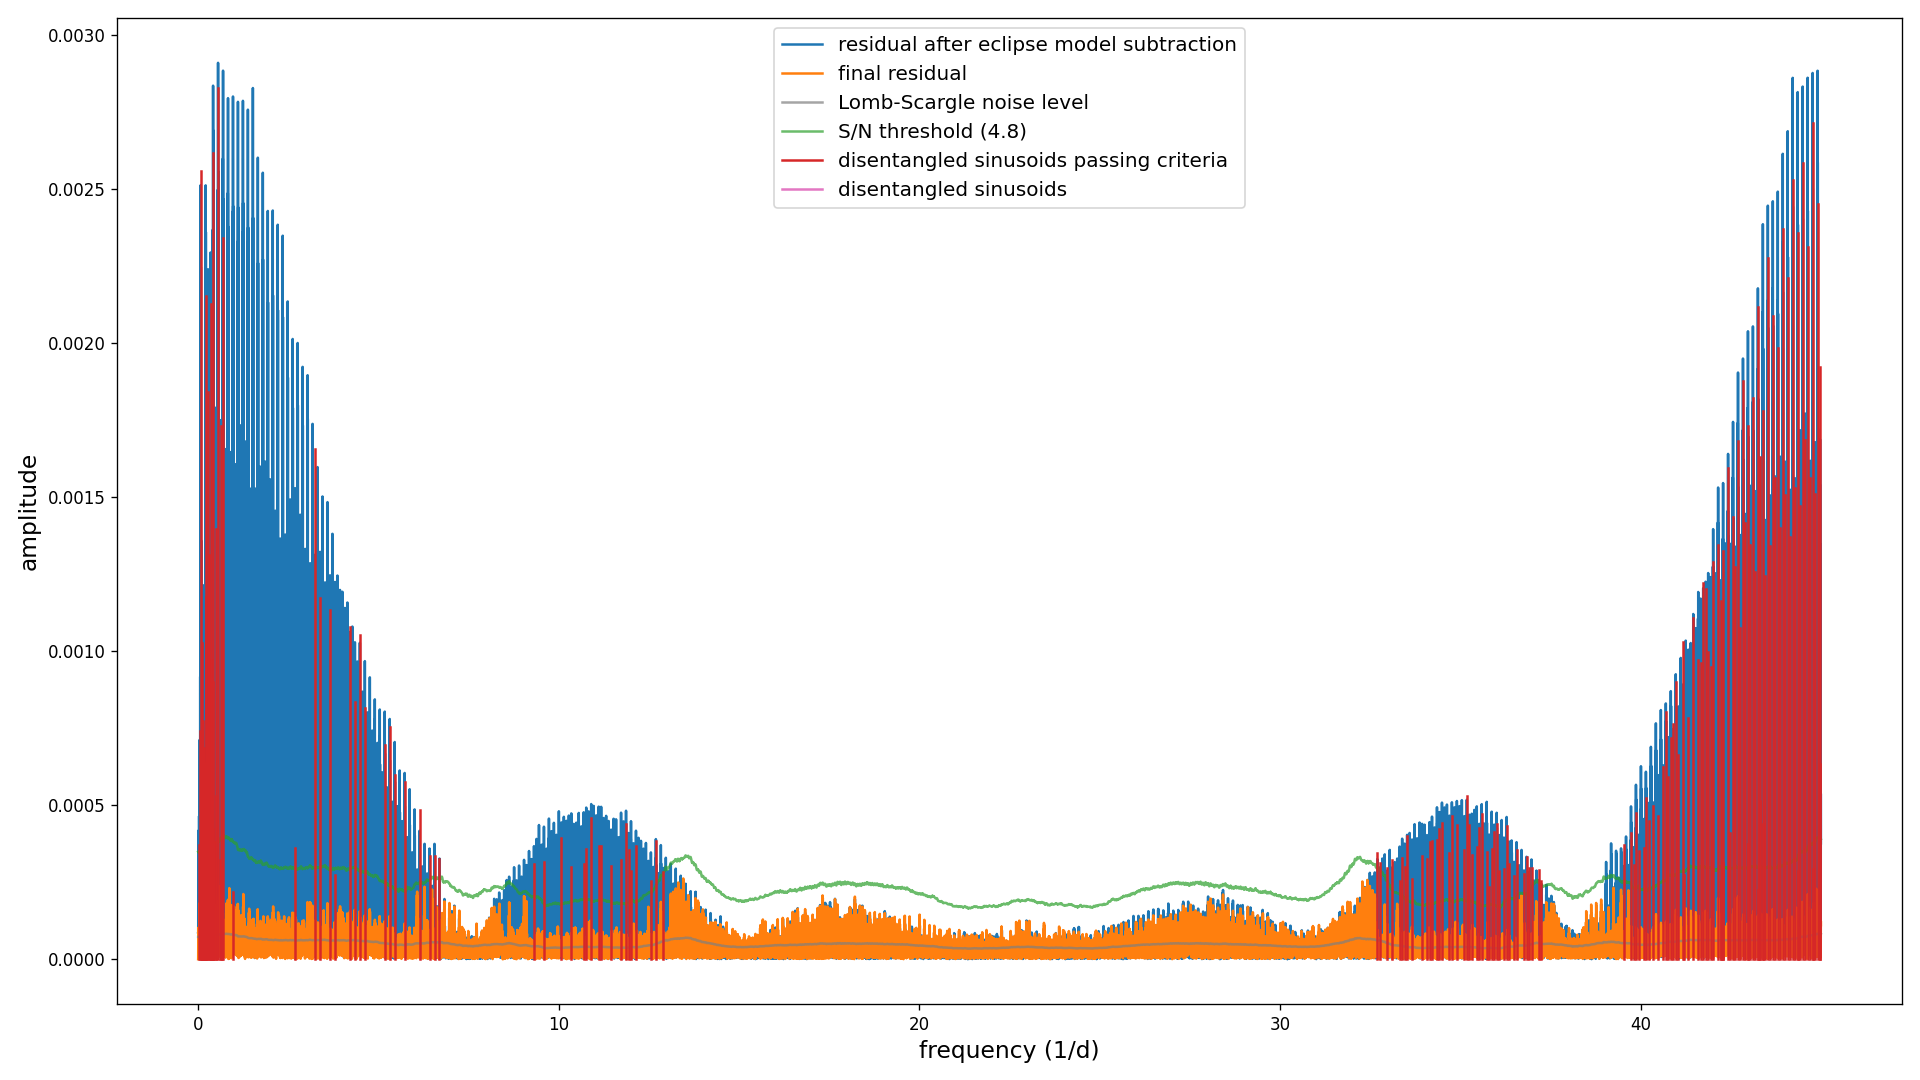 residual after eclipse model subtraction
final residual
Lomb-Scargle noise level
S/N threshold (4.8)
disentangled sinusoids passing criteria
disentangled sinusoids
amplitude
0.0030
0.0025
0.0020
0.0015
0.0010
0.0005
0.0000
0 10 20 30 40
frequency (1/d)